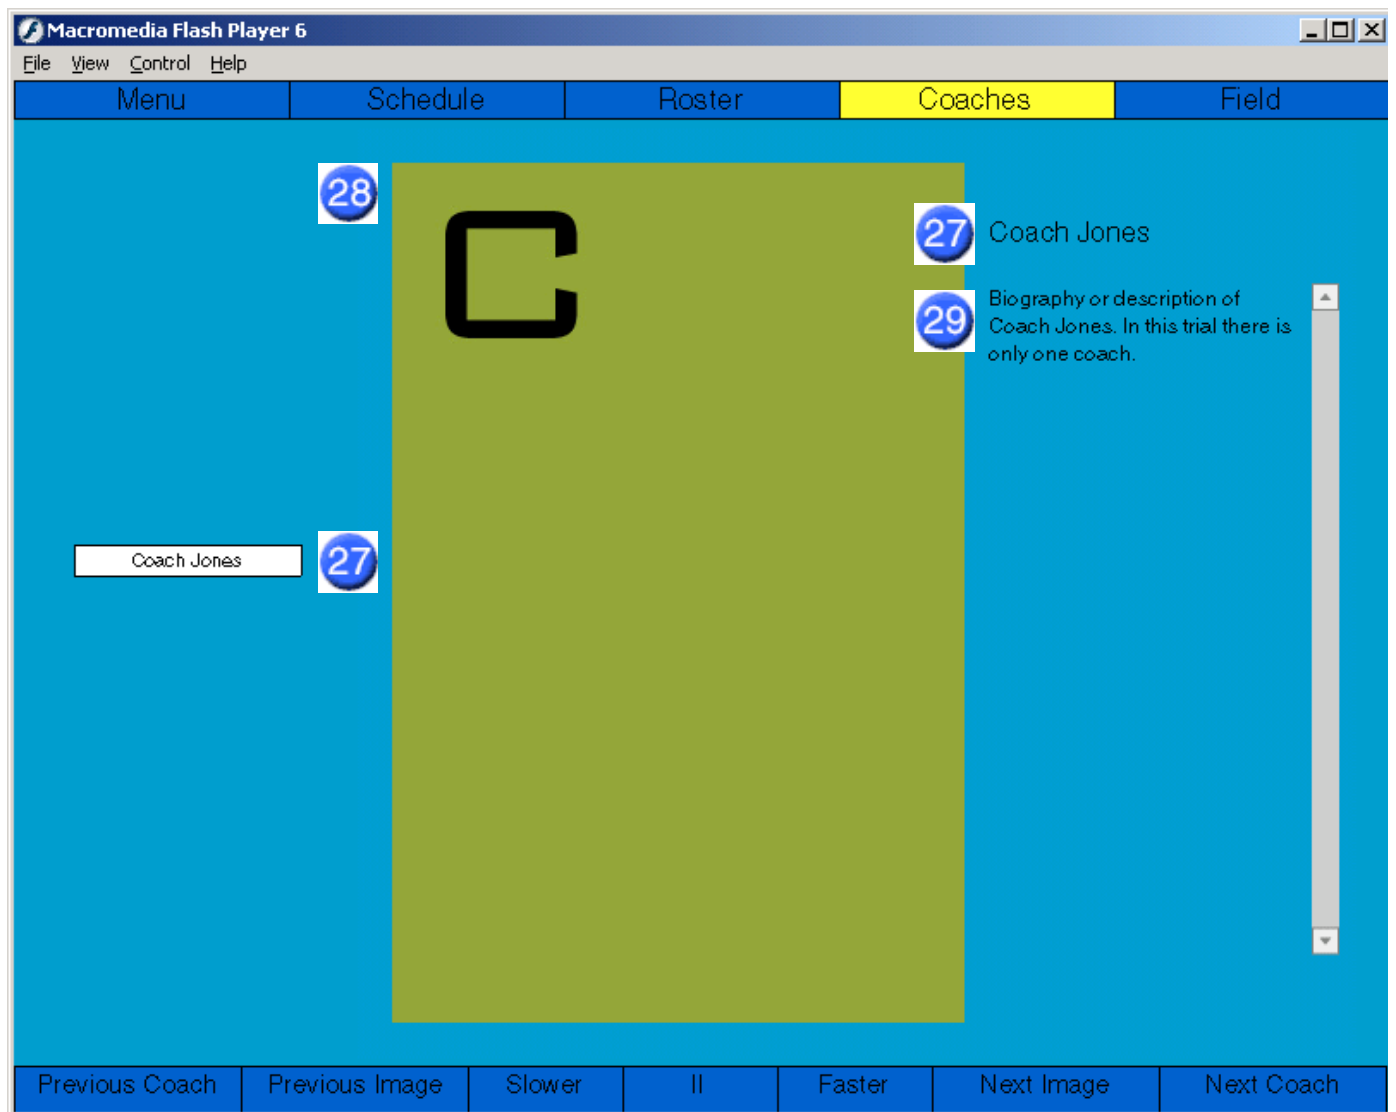 Macromedia Flash Player 6
File View Control Help
Menu Schedule Roster Coaches Field
28
C
27 Coach Jones
29 Biography or description of
Coach Jones. In this trial there is
only one coach.
Coach Jones 27
Previous Coach Previous Image Slower II Faster Next Image Next Coach